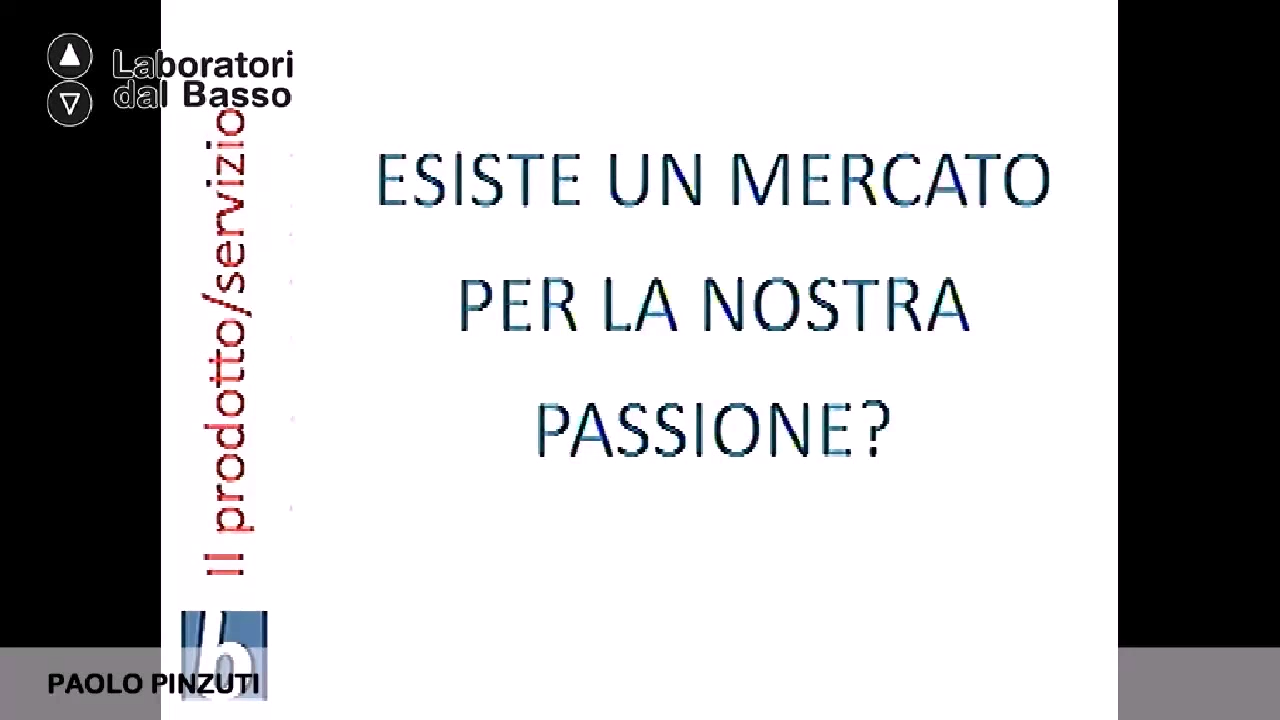 Laboratori
dal Basso
Il prodotto/servizio
ESISTE UN MERCATO
PER LA NOSTRA
PASSIONE?
b
PAOLO PINZUTI